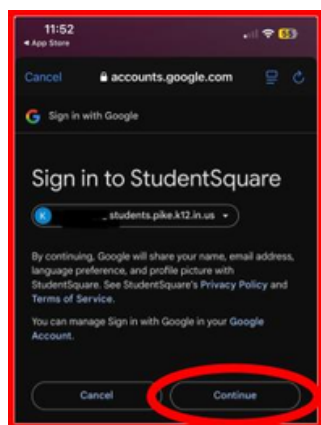 11:52
◀ App Store
55
Cancel accounts.google.com
G Sign in with Google
Sign in to StudentSquare
K _ students.pike.k12.in.us
By continuing, Google will share your name, email address,
language preference, and profile picture with
StudentSquare. See StudentSquare's Privacy Policy and
Terms of Service.
You can manage Sign in with Google in your Google
Account.
Cancel Continue